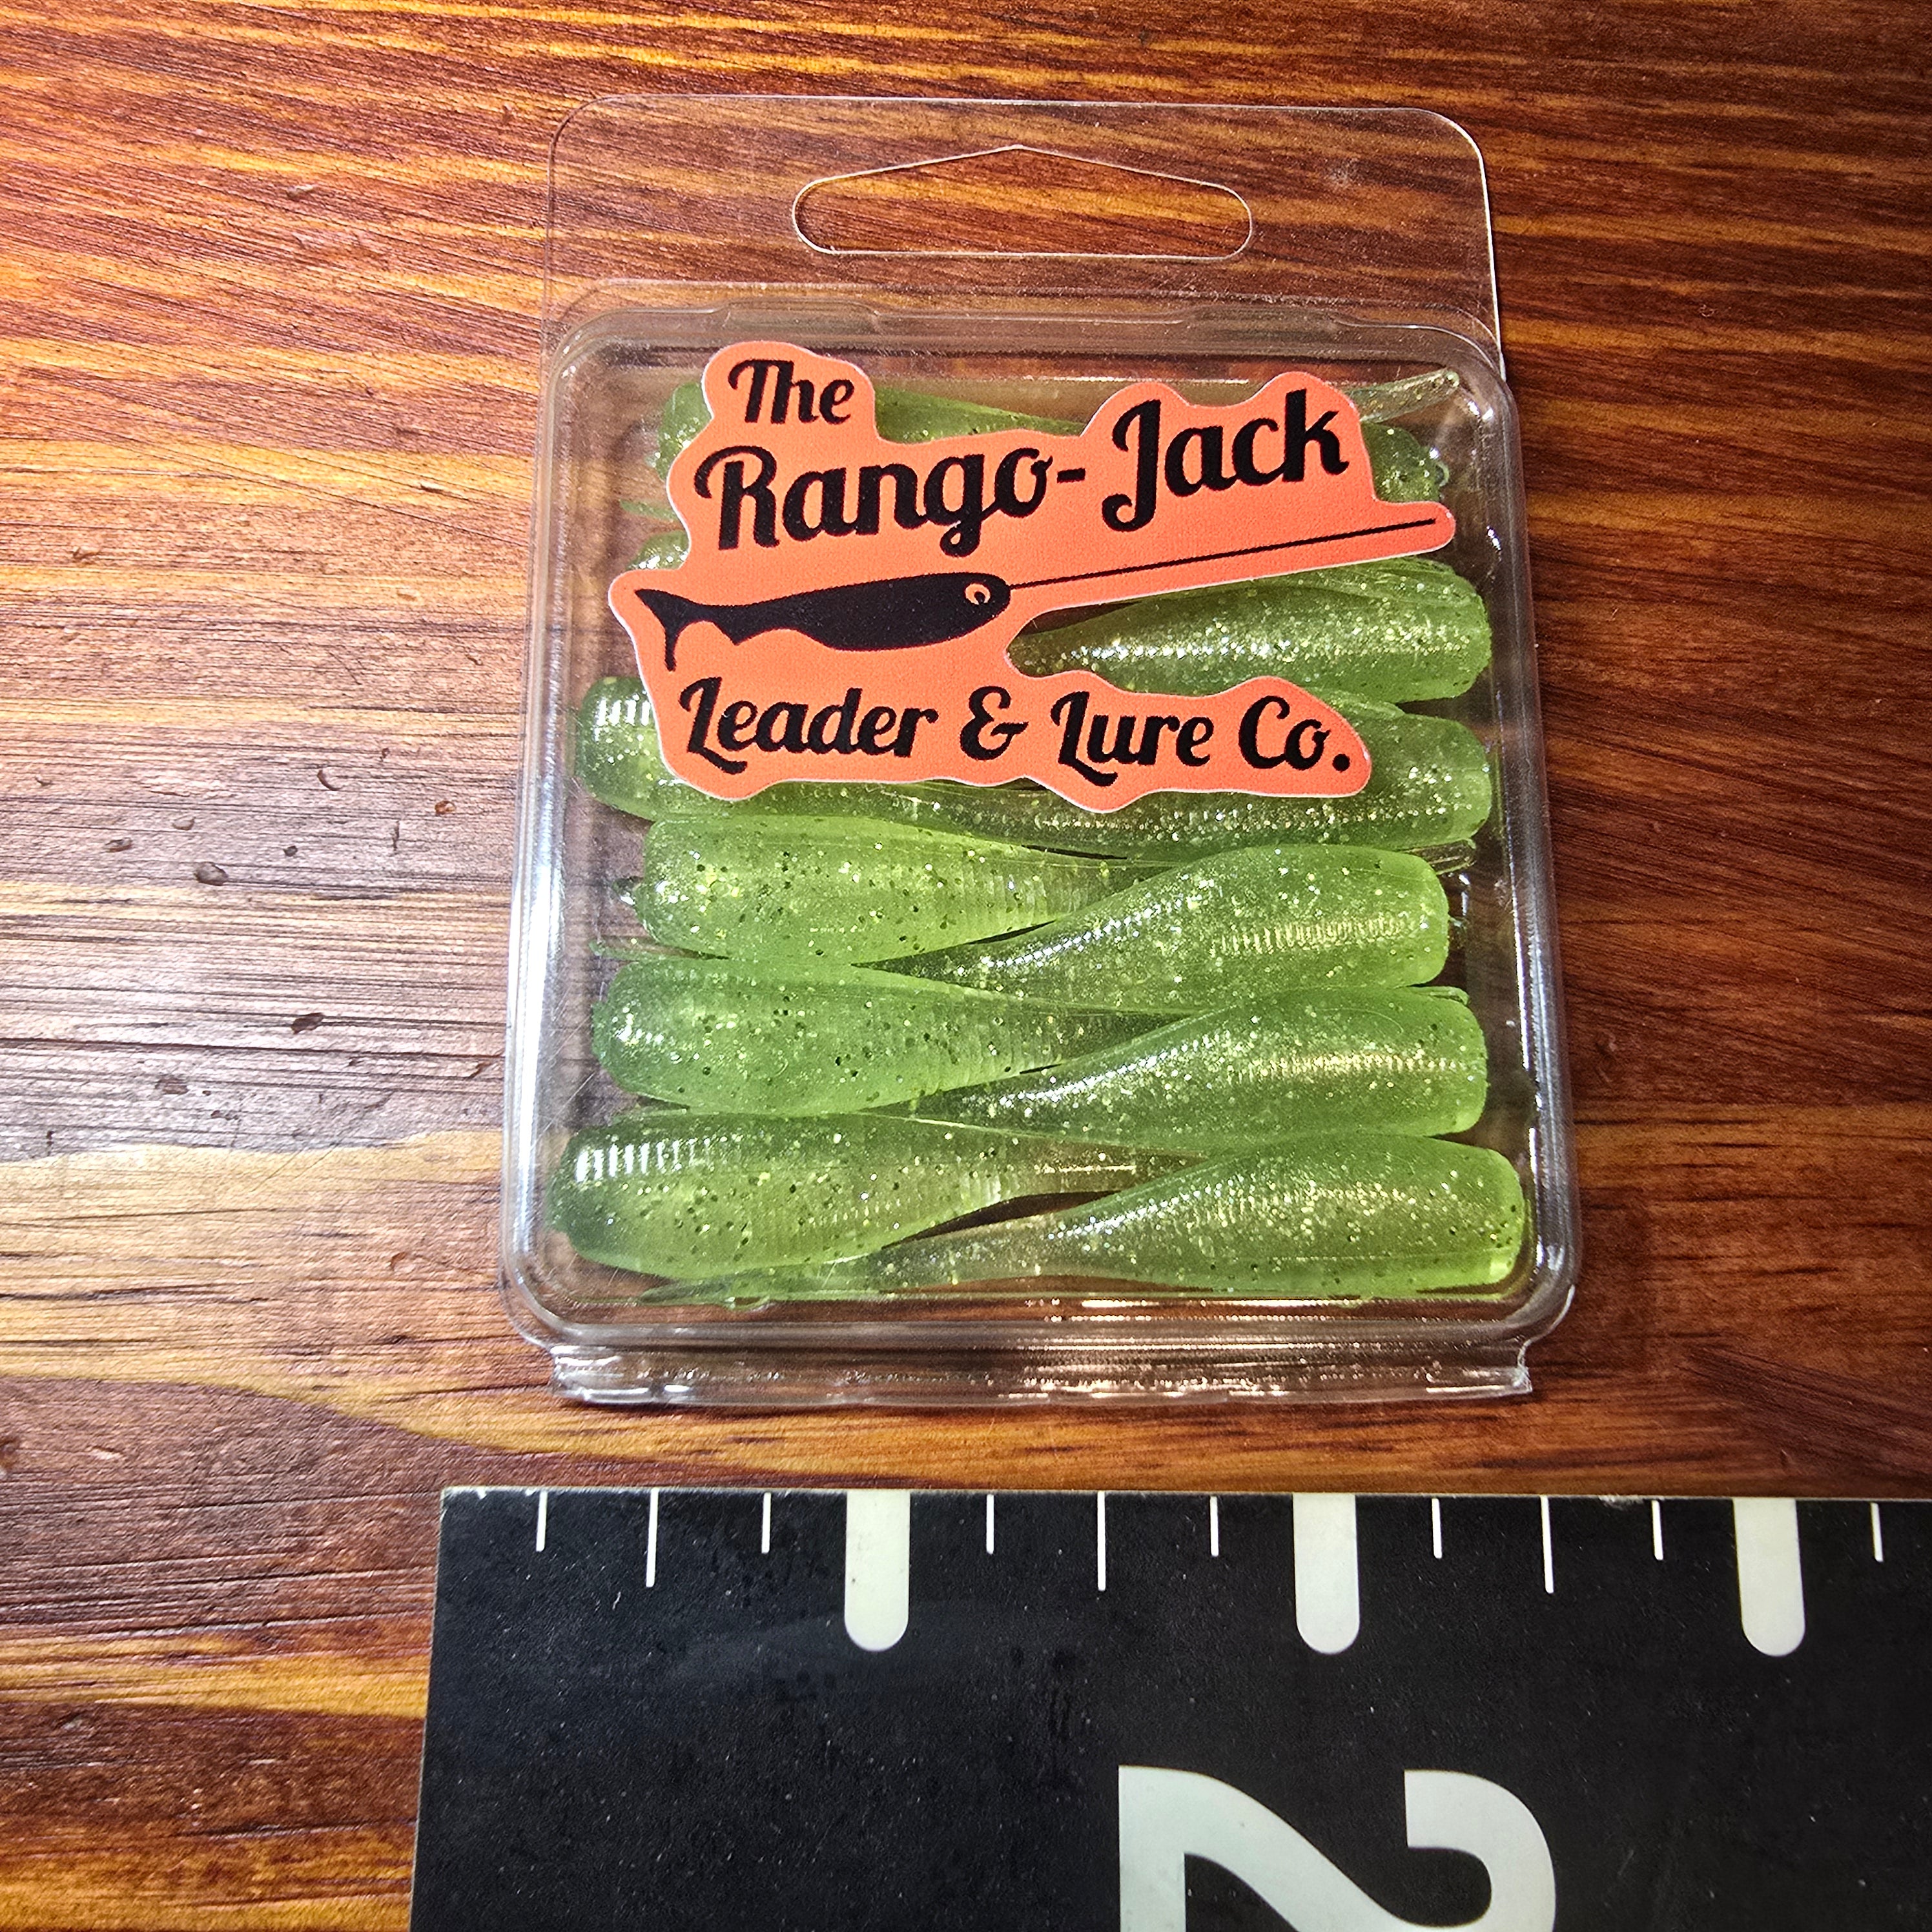 The
Rango-Jack
Leader & Lure Co.
2